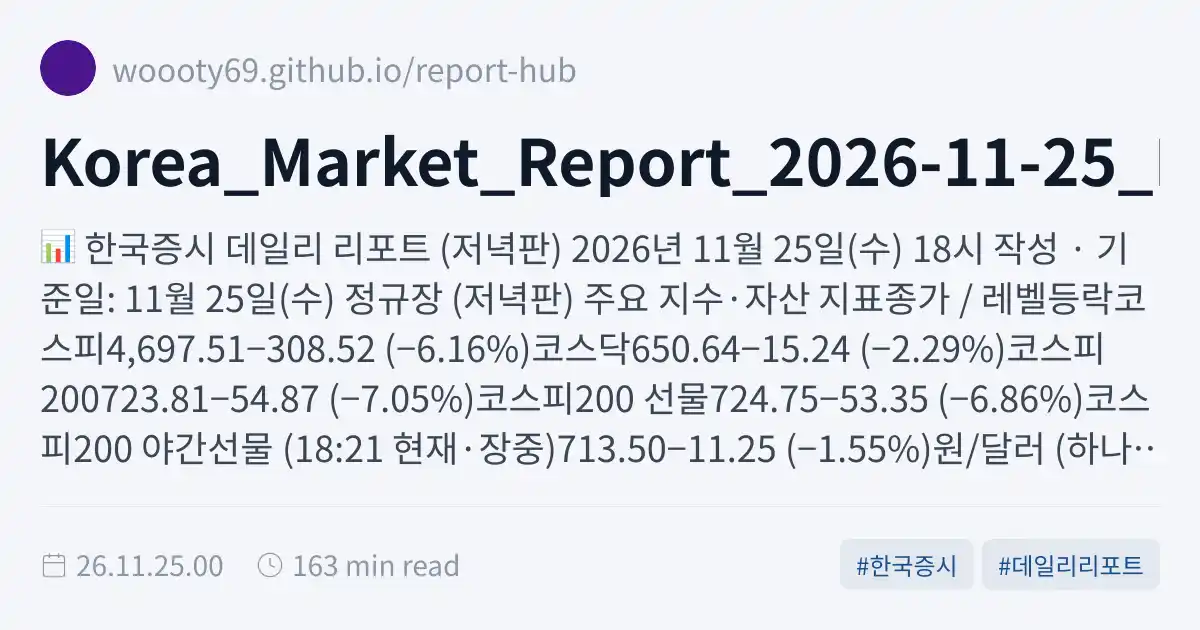 woooty69.github.io/report-hub
Korea_Market_Report_2026-11-25_
📊 한국증시 데일리 리포트 (저녁판) 2026년 11월 25일(수) 18시 작성 · 기
준일: 11월 25일(수) 정규장 (저녁판) 주요 지수·자산 지표종가 / 레벨등락코
스피4,697.51−308.52 (−6.16%)코스닥650.64−15.24 (−2.29%)코스피
200723.81−54.87 (−7.05%)코스피200 선물724.75−53.35 (−6.86%)코스
피200 야간선물 (18:21 현재·장중)713.50−11.25 (−1.55%)원/달러 (하나··
26.11.25.00
163 min read
#한국증시
#데일리리포트